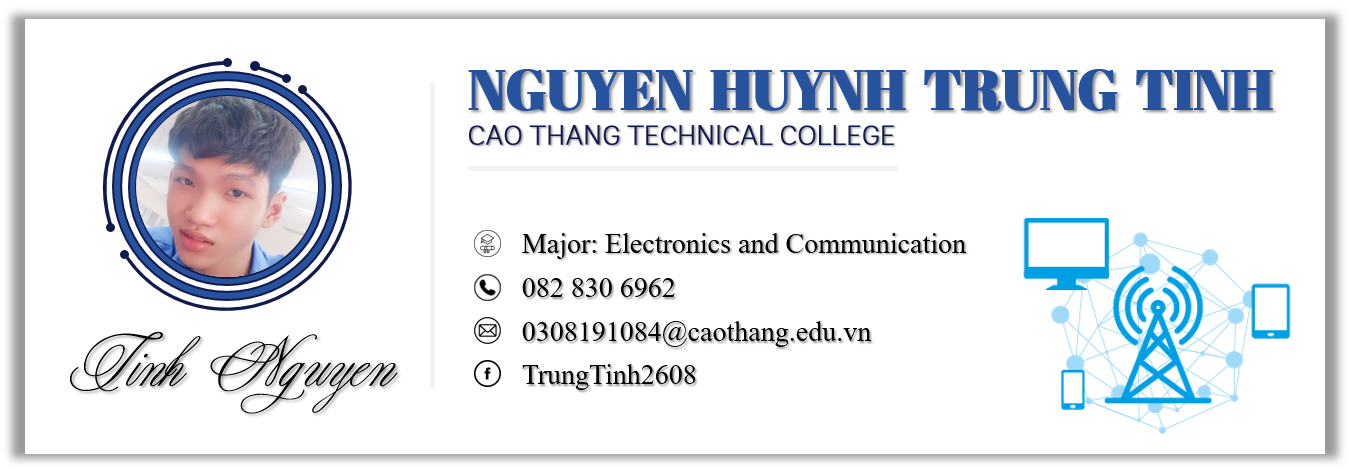 NGUYEN HUYNH TRUNG TINH
CAO THANG TECHNICAL COLLEGE
Major: Electronics and Communication
082 830 6962
0308191084@caothang.edu.vn
TrungTinh2608
Tinh Nguyen